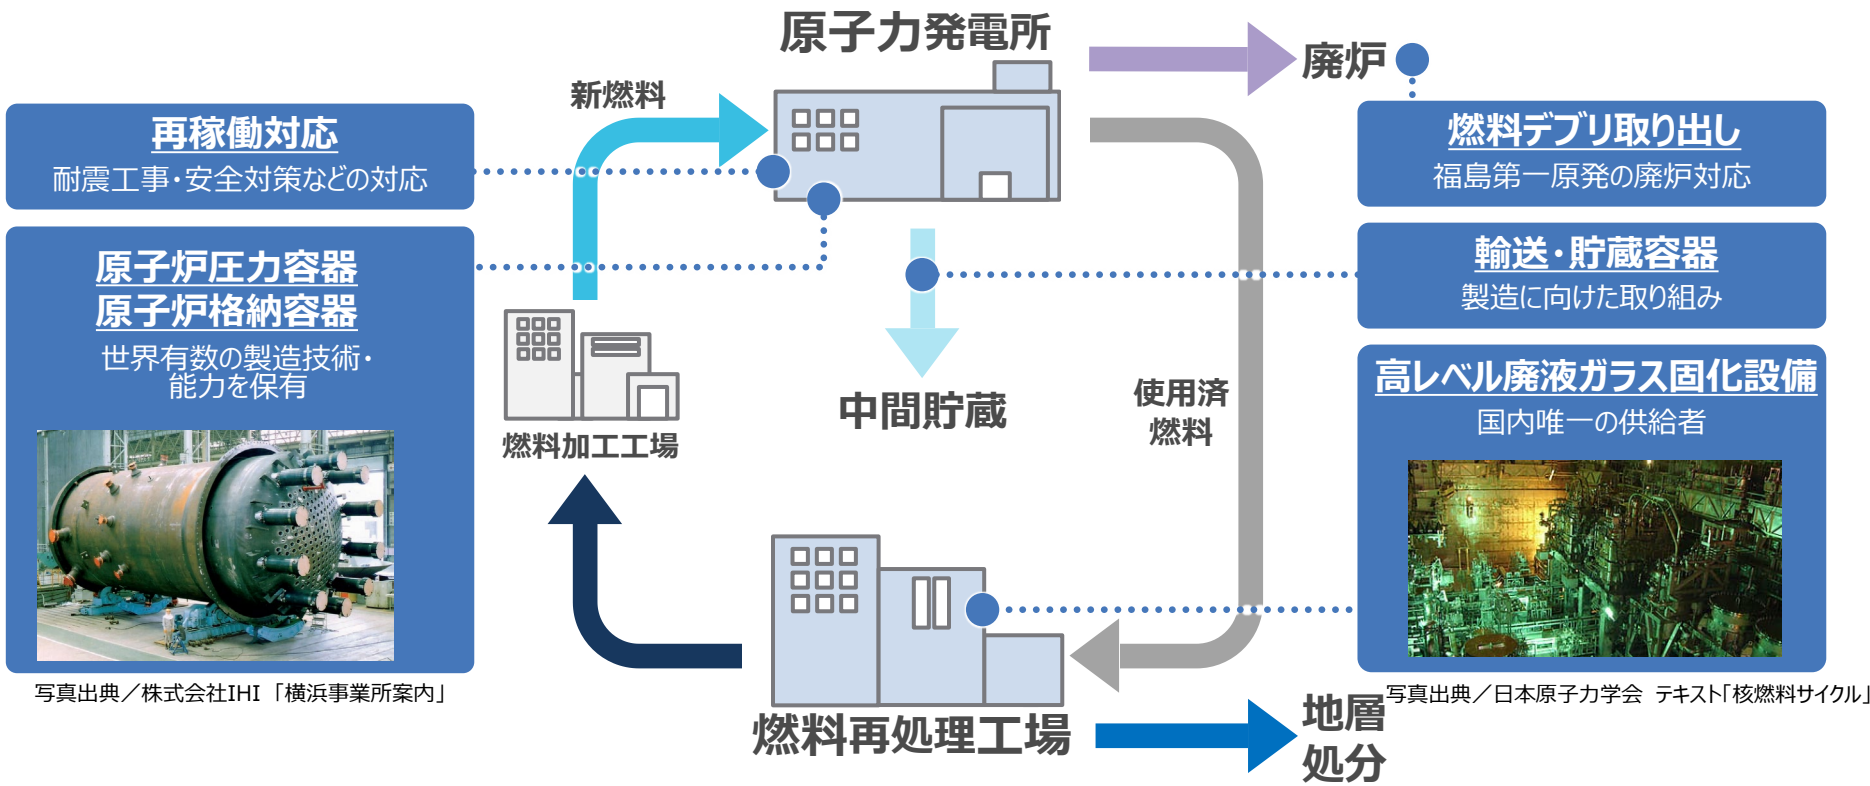 原子力発電所
廃炉
新燃料
再稼働対応
耐震工事・安全対策などの対応
燃料デブリ取り出し
福島第一原発の廃炉対応
原子炉圧力容器
原子炉格納容器
世界有数の製造技術・
能力を保有
輸送・貯蔵容器
製造に向けた取り組み
高レベル廃液ガラス固化設備
国内唯一の供給者
中間貯蔵
使用済
燃料
燃料加工工場
写真出典／株式会社IHI「横浜事業所案内」
写真出典／日本原子力学会 テキスト「核燃料サイクル」
燃料再処理工場
地層
処分